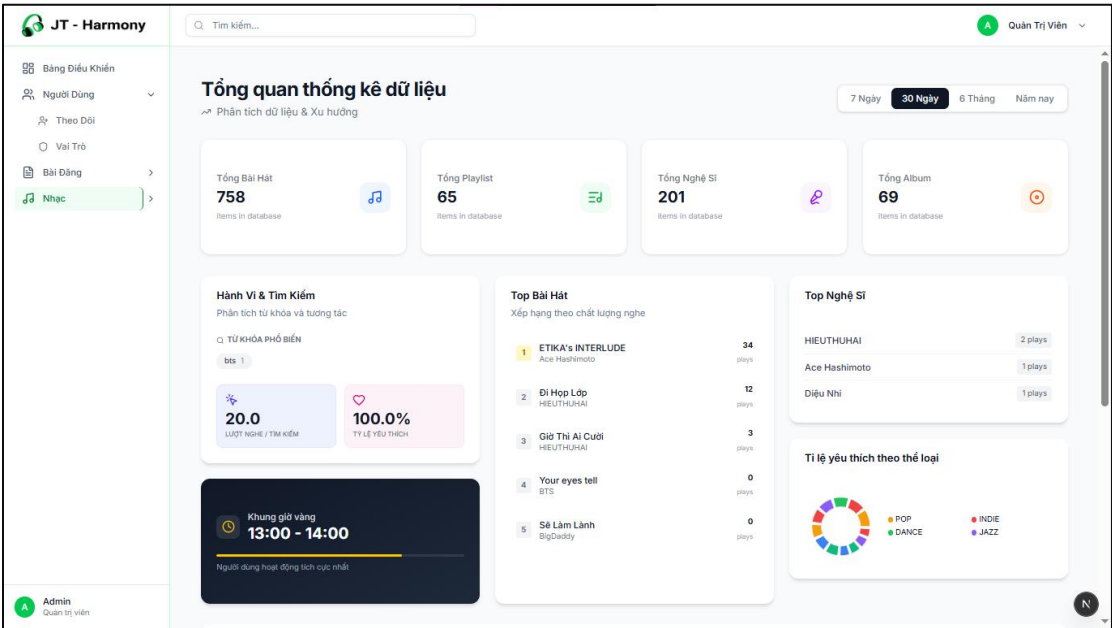 JT - Harmony
Tìm kiếm...
A
Quản Trị Viên
Bảng Điều Khiển
Người Dùng
Theo Dõi
Vai Trò
Bài Đăng
Nhạc
Tổng quan thống kê dữ liệu
Phân tích dữ liệu & Xu hướng
7 Ngày
30 Ngày
6 Tháng
Năm nay
Tổng Bài Hát
758
Items in database
Tổng Playlist
65
Items in database
Tổng Nghệ Sĩ
201
Items in database
Tổng Album
69
Items in database
Hành Vi & Tìm Kiếm
Phân tích từ khóa và tương tác
TỪ KHÓA PHỔ BIẾN
bts 1
20.0
LƯỢT NGHE / TÌM KIẾM
100.0%
TỶ LỆ YÊU THÍCH
Khung giờ vàng
13:00 - 14:00
Người dùng hoạt động tích cực nhất
Top Bài Hát
Xếp hạng theo chất lượng nghe
1
ETIKA's INTERLUDE
Ace Hashimoto
34
plays
2
Đi Họp Lớp
HIEUTHUHAI
12
plays
3
Giờ Thì Ai Cười
HIEUTHUHAI
3
plays
4
Your eyes tell
BTS
0
plays
5
Sẽ Làm Lành
BigDaddy
0
plays
Top Nghệ Sĩ
HIEUTHUHAI
2 plays
Ace Hashimoto
1 plays
Diệu Nhi
1 plays
Tỉ lệ yêu thích theo thể loại
POP
INDIE
DANCE
JAZZ
A
Admin
Quản trị viên
N